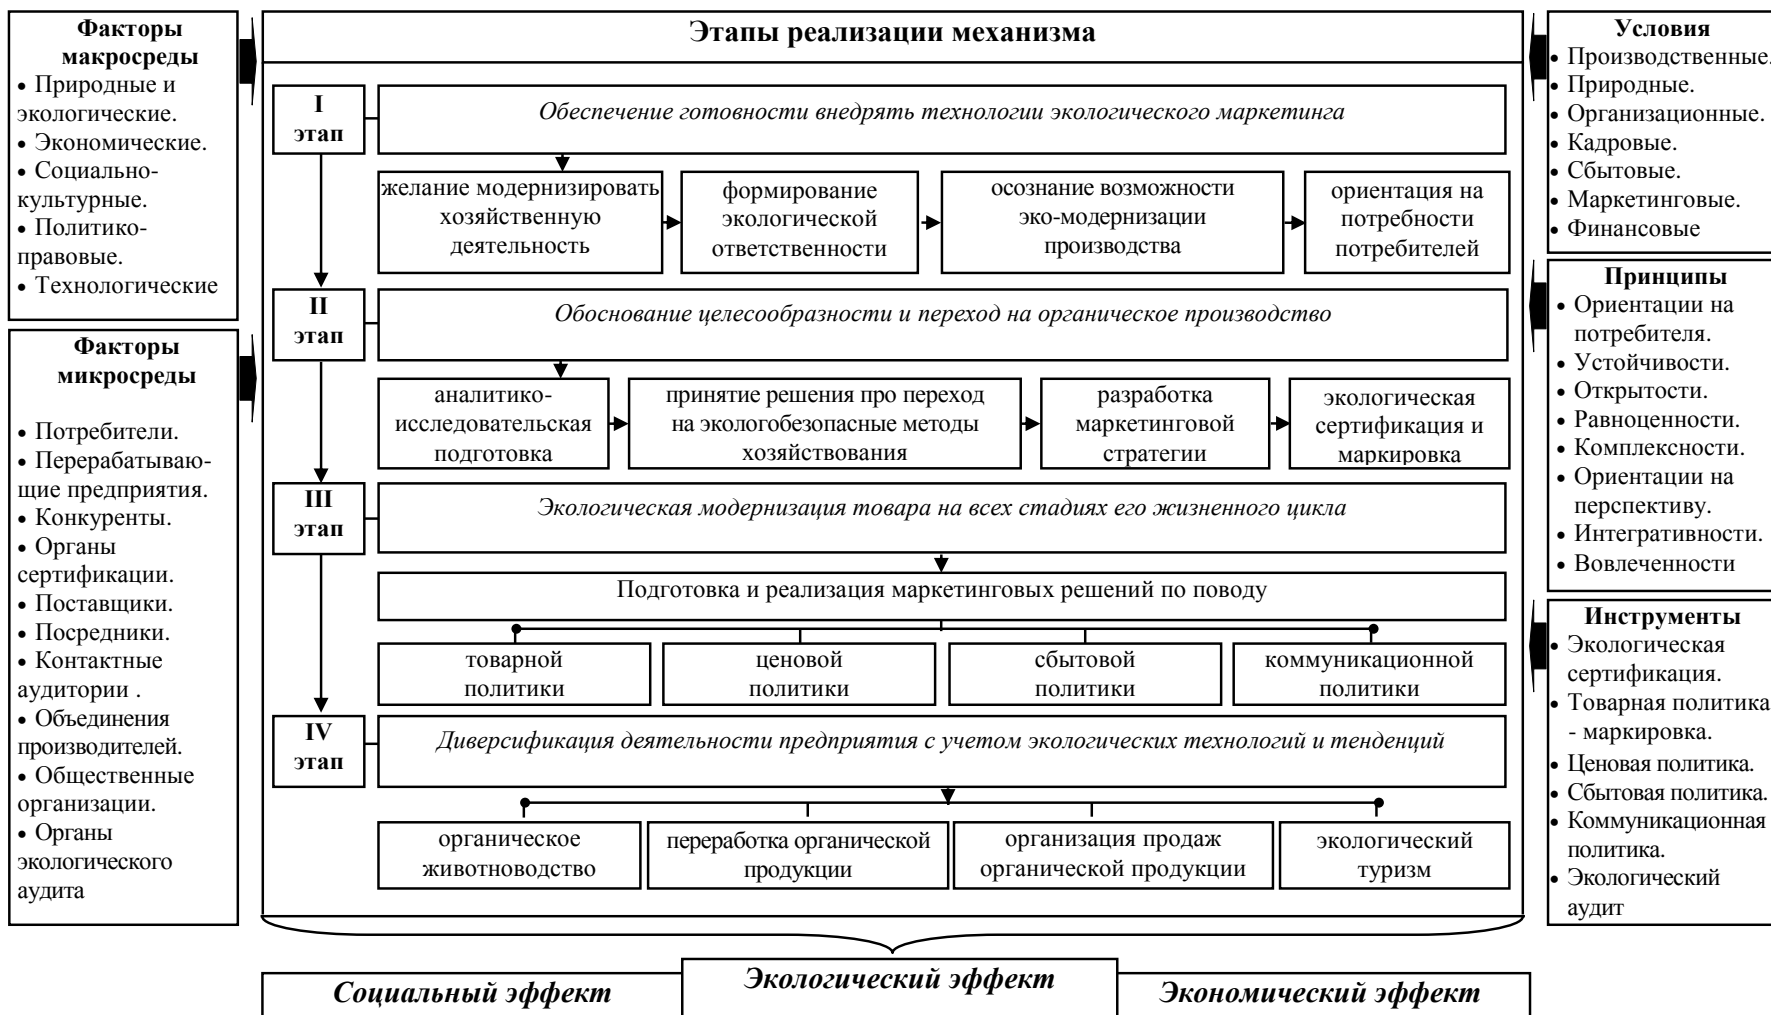 Факторы
макросреды
• Природные и
экологические.
• Экономические.
• Социально-
культурные.
• Политико-
правовые.
• Технологические
Факторы
микросреды
• Потребители.
• Перерабатываю-
щие предприятия.
• Конкуренты.
• Органы
сертификации.
• Поставщики.
• Посредники.
• Контактные
аудитории .
• Объединения
производителей.
• Общественные
организации.
• Органы
экологического
аудита
Этапы реализации механизма
I
этап
Обеспечение готовности внедрять технологии экологического маркетинга
желание модернизировать
хозяйственную
деятельность
формирование
экологической
ответственности
осознание возможности
эко-модернизации
производства
ориентация на
потребности
потребителей
II
этап
Обоснование целесообразности и переход на органическое производство
аналитико-
исследовательская
подготовка
принятие решения про переход
на экологобезопасные методы
хозяйствования
разработка
маркетинговой
стратегии
экологическая
сертификация и
маркировка
III
этап
Экологическая модернизация товара на всех стадиях его жизненного цикла
Подготовка и реализация маркетинговых решений по поводу
товарной
политики
ценовой
политики
сбытовой
политики
коммуникационной
политики
IV
этап
Диверсификация деятельности предприятия с учетом экологических технологий и тенденций
органическое
животноводство
переработка органической
продукции
организация продаж
органической продукции
экологический
туризм
Условия
• Производственные.
• Природные.
• Организационные.
• Кадровые.
• Сбытовые.
• Маркетинговые.
• Финансовые
Принципы
• Ориентации на
потребителя.
• Устойчивости.
• Открытости.
• Равноценности.
• Комплексности.
• Ориентации на
перспективу.
• Интегративности.
• Вовлеченности
Инструменты
• Экологическая
сертификация.
• Товарная политика
- маркировка.
• Ценовая политика.
• Сбытовая политика.
• Коммуникационная
политика.
• Экологический
аудит
Социальный эффект
Экологический эффект
Экономический эффект